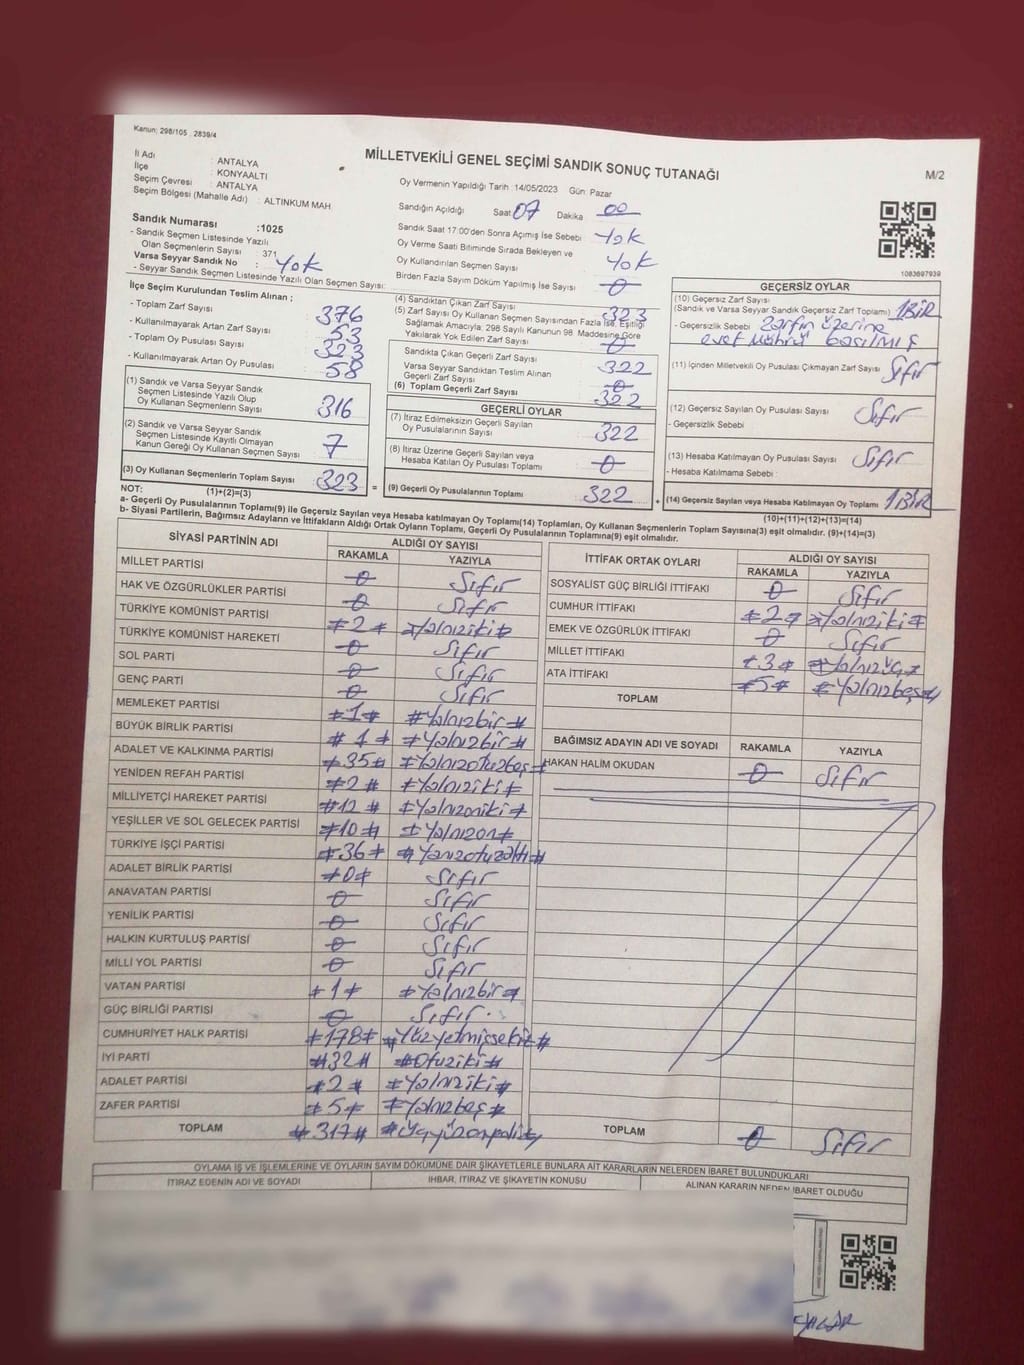 Kanun: 298/105 , 2839/4
MİLLETVEKİLİ GENEL SEÇİMİ SANDIK SONUÇ TUTANAĞI
M/2
İl Adı : ANTALYA
İlçe : KONYAALTI
Seçim Çevresi : ANTALYA
Seçim Bölgesi (Mahalle Adı) : ALTINKUM MAH.
Oy Vermenin Yapıldığı Tarih :14/05/2023 Gün: Pazar
Sandığın Açıldığı Saat 07 Dakika 00
Sandık Saat 17:00'den Sonra Açılmış İse Sebebi Yok
Oy Verme Saati Bitiminde Sırada Bekleyen ve
Oy Kullandırılan Seçmen Sayısı Yok
Birden Fazla Sayım Döküm Yapılmış İse Sayısı 0
Sandık Numarası :1025
- Sandık Seçmen Listesinde Yazılı
Olan Seçmenlerin Sayısı : 371
Varsa Seyyar Sandık No : Yok
- Seyyar Sandık Seçmen Listesinde Yazılı Olan Seçmen Sayısı:
1083697939
İlçe Seçim Kurulundan Teslim Alınan ;
- Toplam Zarf Sayısı 376
- Kullanılmayarak Artan Zarf Sayısı 53
- Toplam Oy Pusulası Sayısı 323
- Kullanılmayarak Artan Oy Pusulası 58
(1) Sandık ve Varsa Seyyar Sandık
Seçmen Listesinde Yazılı Olup
Oy Kullanan Seçmenlerin Sayısı 316
(2) Sandık ve Varsa Seyyar Sandık
Seçmen Listesinde Kayıtlı Olmayan
Kanun Gereği Oy Kullanan Seçmen Sayısı 7
(3) Oy Kullanan Seçmenlerin Toplam Sayısı 323
(1)+(2)=(3)
(4) Sandıktan Çıkan Zarf Sayısı 323
(5) Zarf Sayısı Oy Kullanan Seçmen Sayısından Fazla İse, Eşitliği
Sağlamak Amacıyla, 298 Sayılı Kanunun 98. Maddesine Göre
Yakılarak Yok Edilen Zarf Sayısı 0
Sandıkta Çıkan Geçerli Zarf Sayısı 322
Varsa Seyyar Sandıktan Teslim Alınan
Geçerli Zarf Sayısı 0
(6) Toplam Geçerli Zarf Sayısı 322
GEÇERLİ OYLAR
(7) İtiraz Edilmeksizin Geçerli Sayılan
Oy Pusulalarının Sayısı 322
(8) İtiraz Üzerine Geçerli Sayılan veya
Hesaba Katılan Oy Pusulası Toplamı 0
= (9) Geçerli Oy Pusulalarının Toplamı 322
GEÇERSİZ OYLAR
(10) Geçersiz Zarf Sayısı
(Sandık ve Varsa Seyyar Sandık Geçersiz Zarf Toplamı) 1BİR
- Geçersizlik Sebebi Zarfın üzerine
evet mührü basılmış
(11) İçinden Milletvekili Oy Pusulası Çıkmayan Zarf Sayısı Sıfır
(12) Geçersiz Sayılan Oy Pusulası Sayısı Sıfır
- Geçersizlik Sebebi
(13) Hesaba Katılmayan Oy Pusulası Sayısı Sıfır
- Hesaba Katılmama Sebebi
+ (14) Geçersiz Sayılan veya Hesaba Katılmayan Oy Toplamı 1BİR
(10)+(11)+(12)+(13)=(14)
NOT:
a- Geçerli Oy Pusulalarının Toplamı(9) ile Geçersiz Sayılan veya Hesaba katılmayan Oy Toplamı(14) Toplamları, Oy Kullanan Seçmenlerin Toplam Sayısına(3) eşit olmalıdır. (9)+(14)=(3)
b- Siyasi Partilerin, Bağımsız Adayların ve İttifakların Aldığı Ortak Oyların Toplamı, Geçerli Oy Pusulalarının Toplamına(9) eşit olmalıdır.
SİYASİ PARTİNİN ADI ALDIĞI OY SAYISI
RAKAMLA YAZIYLA
MİLLET PARTİSİ 0 Sıfır
HAK VE ÖZGÜRLÜKLER PARTİSİ 0 Sıfır
TÜRKİYE KOMÜNİST PARTİSİ #2# #Yalnıziki#
TÜRKİYE KOMÜNİST HAREKETİ 0 Sıfır
SOL PARTİ 0 Sıfır
GENÇ PARTİ 0 Sıfır
MEMLEKET PARTİSİ #1# #Yalnızbir#
BÜYÜK BİRLİK PARTİSİ #1# #Yalnızbir#
ADALET VE KALKINMA PARTİSİ #35# #Yalnızotuzbeş#
YENİDEN REFAH PARTİSİ #2# #Yalnıziki#
MİLLİYETÇİ HAREKET PARTİSİ #12# #Yalnızoniki#
YEŞİLLER VE SOL GELECEK PARTİSİ #10# #Yalnızon#
TÜRKİYE İŞÇİ PARTİSİ #36# #Yanızotuzaltı#
ADALET BİRLİK PARTİSİ #0# Sıfır
ANAVATAN PARTİSİ 0 Sıfır
YENİLİK PARTİSİ 0 Sıfır
HALKIN KURTULUŞ PARTİSİ 0 Sıfır
MİLLİ YOL PARTİSİ 0 Sıfır
VATAN PARTİSİ #1# #Yalnızbir#
GÜÇ BİRLİĞİ PARTİSİ 0 Sıfır
CUMHURİYET HALK PARTİSİ #178# #Yüzyetmişsekiz#
İYİ PARTİ #32# #Otuziki#
ADALET PARTİSİ #2# #Yalnıziki#
ZAFER PARTİSİ #5# #Yalnızbeş#
TOPLAM #317#
İTTİFAK ORTAK OYLARI ALDIĞI OY SAYISI
RAKAMLA YAZIYLA
SOSYALİST GÜÇ BİRLİĞİ İTTİFAKI 0 Sıfır
CUMHUR İTTİFAKI #2# #Yalnıziki#
EMEK VE ÖZGÜRLÜK İTTİFAKI 0 Sıfır
MİLLET İTTİFAKI #3# #Yalnızüç#
ATA İTTİFAKI #5# #Yalnızbeş#
TOPLAM
BAĞIMSIZ ADAYIN ADI VE SOYADI RAKAMLA YAZIYLA
HAKAN HALİM OKUDAN 0 Sıfır
TOPLAM 0 Sıfır
OYLAMA İŞ VE İŞLEMLERİNE VE OYLARIN SAYIM DÖKÜMÜNE DAİR ŞİKAYETLERLE BUNLARA AİT KARARLARIN NELERDEN İBARET BULUNDUKLARI
İTİRAZ EDENİN ADI VE SOYADI İHBAR, İTİRAZ VE ŞİKAYETİN KONUSU ALINAN KARARIN NEDEN İBARET OLDUĞU